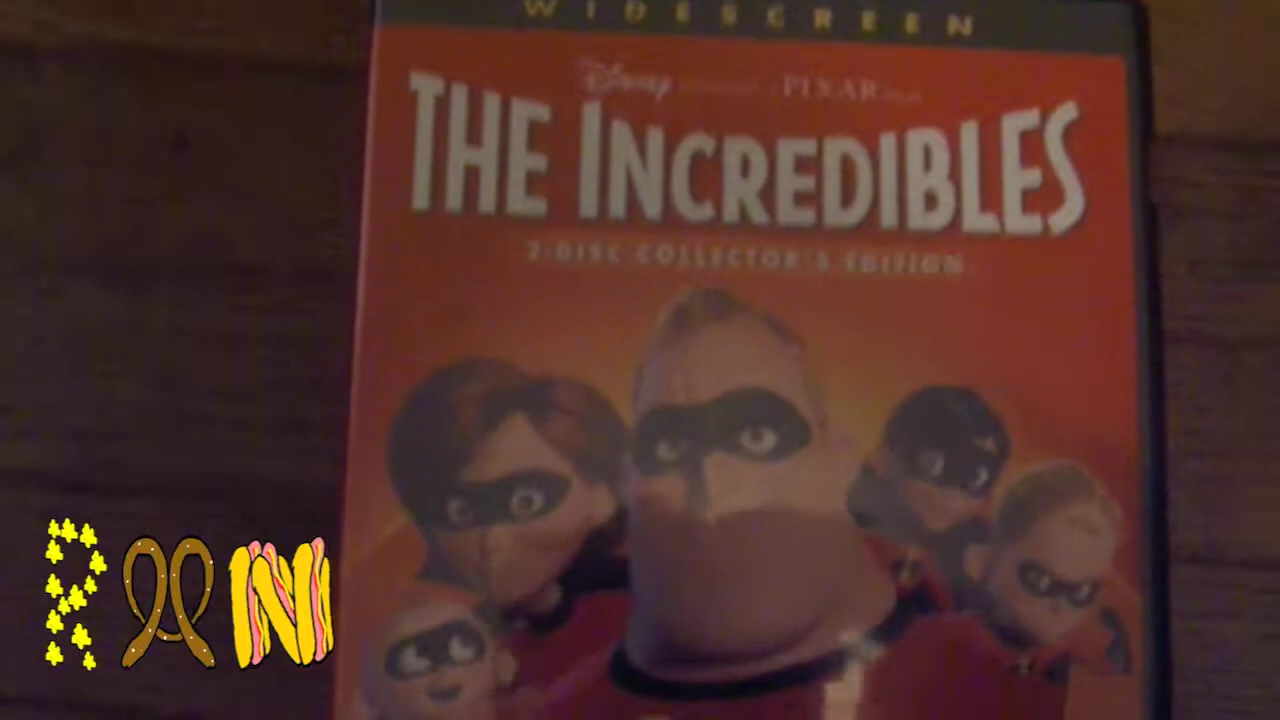 WIDESCREEN
Disney PIXAR
THE INCREDIBLES
2-DISC COLLECTOR'S EDITION